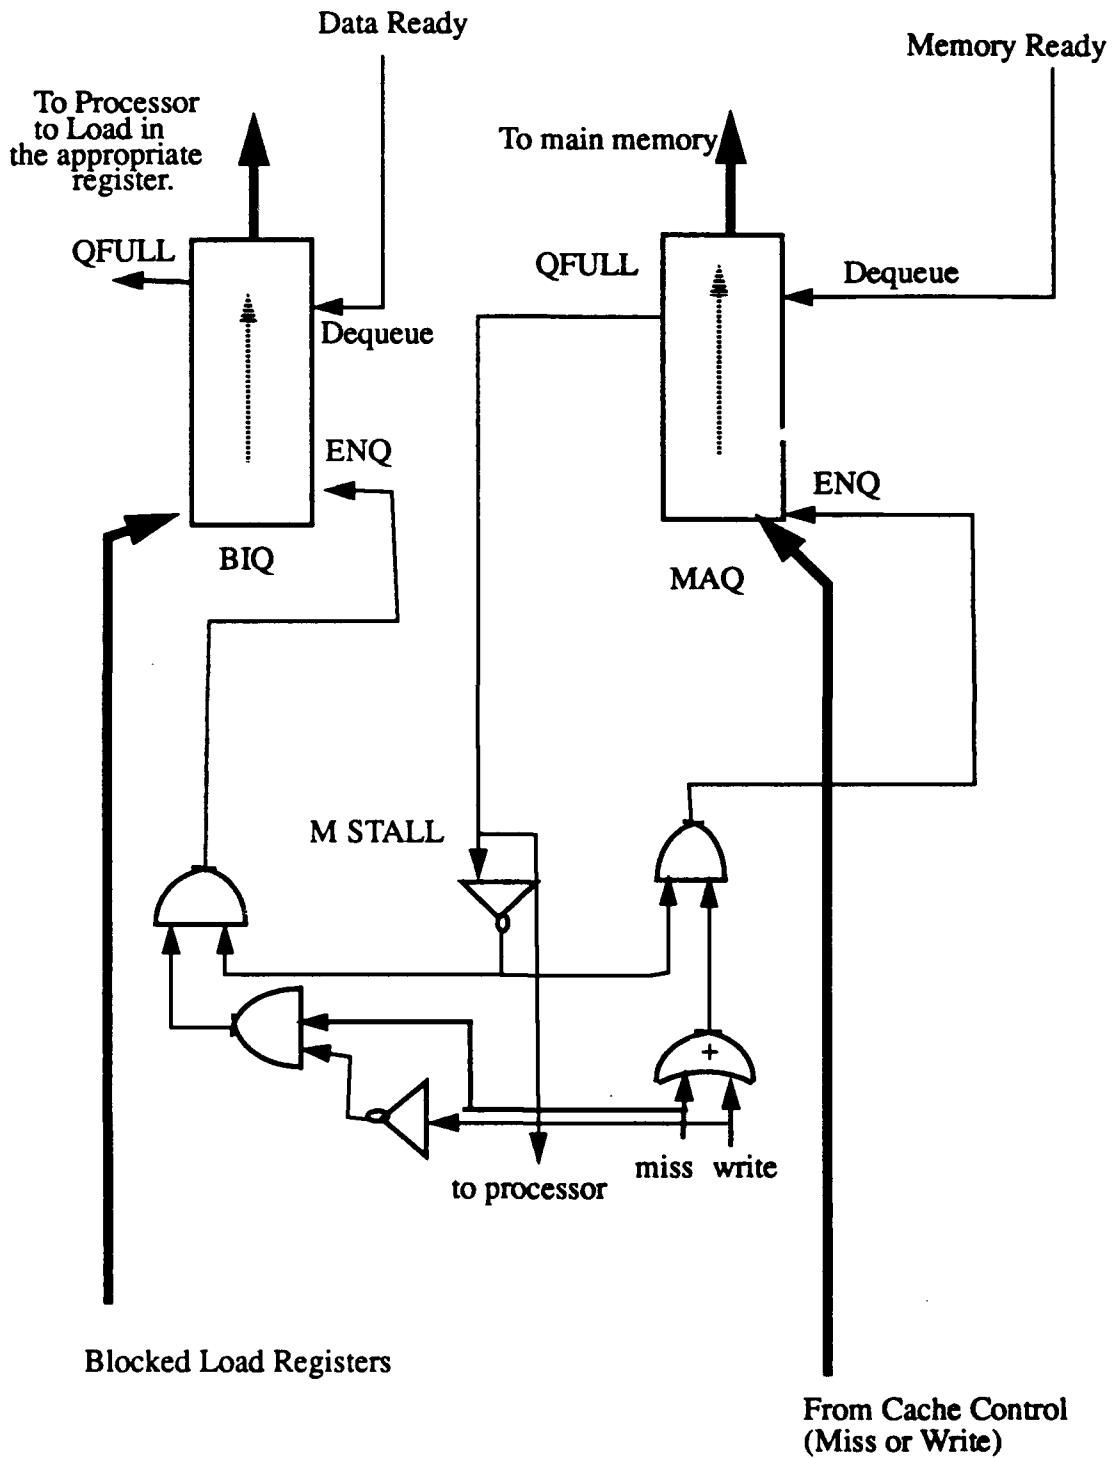 Data Ready
Memory Ready
To Processor
to Load in
the appropriate
register.
To main memory
QFULL
QFULL
Dequeue
Dequeue
ENQ
ENQ
BIQ
MAQ
M STALL
+
miss write
to processor
Blocked Load Registers
From Cache Control
(Miss or Write)